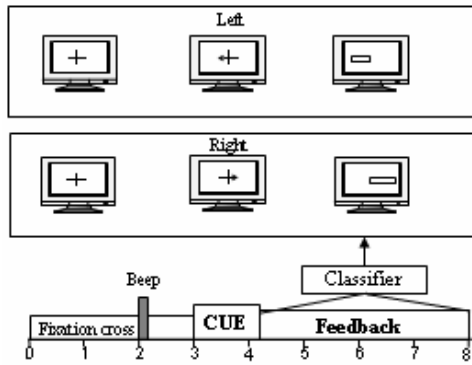 Left
Right
Beep
Classifier
Fixation cross
CUE
Feedback
0 1 2 3 4 5 6 7 8